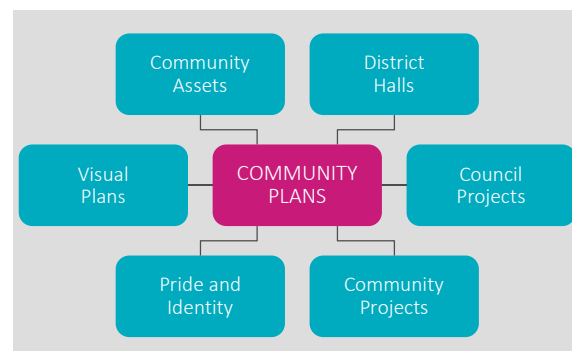 Community
Assets
District
Halls
Visual
Plans
COMMUNITY
PLANS
Council
Projects
Pride and
Identity
Community
Projects